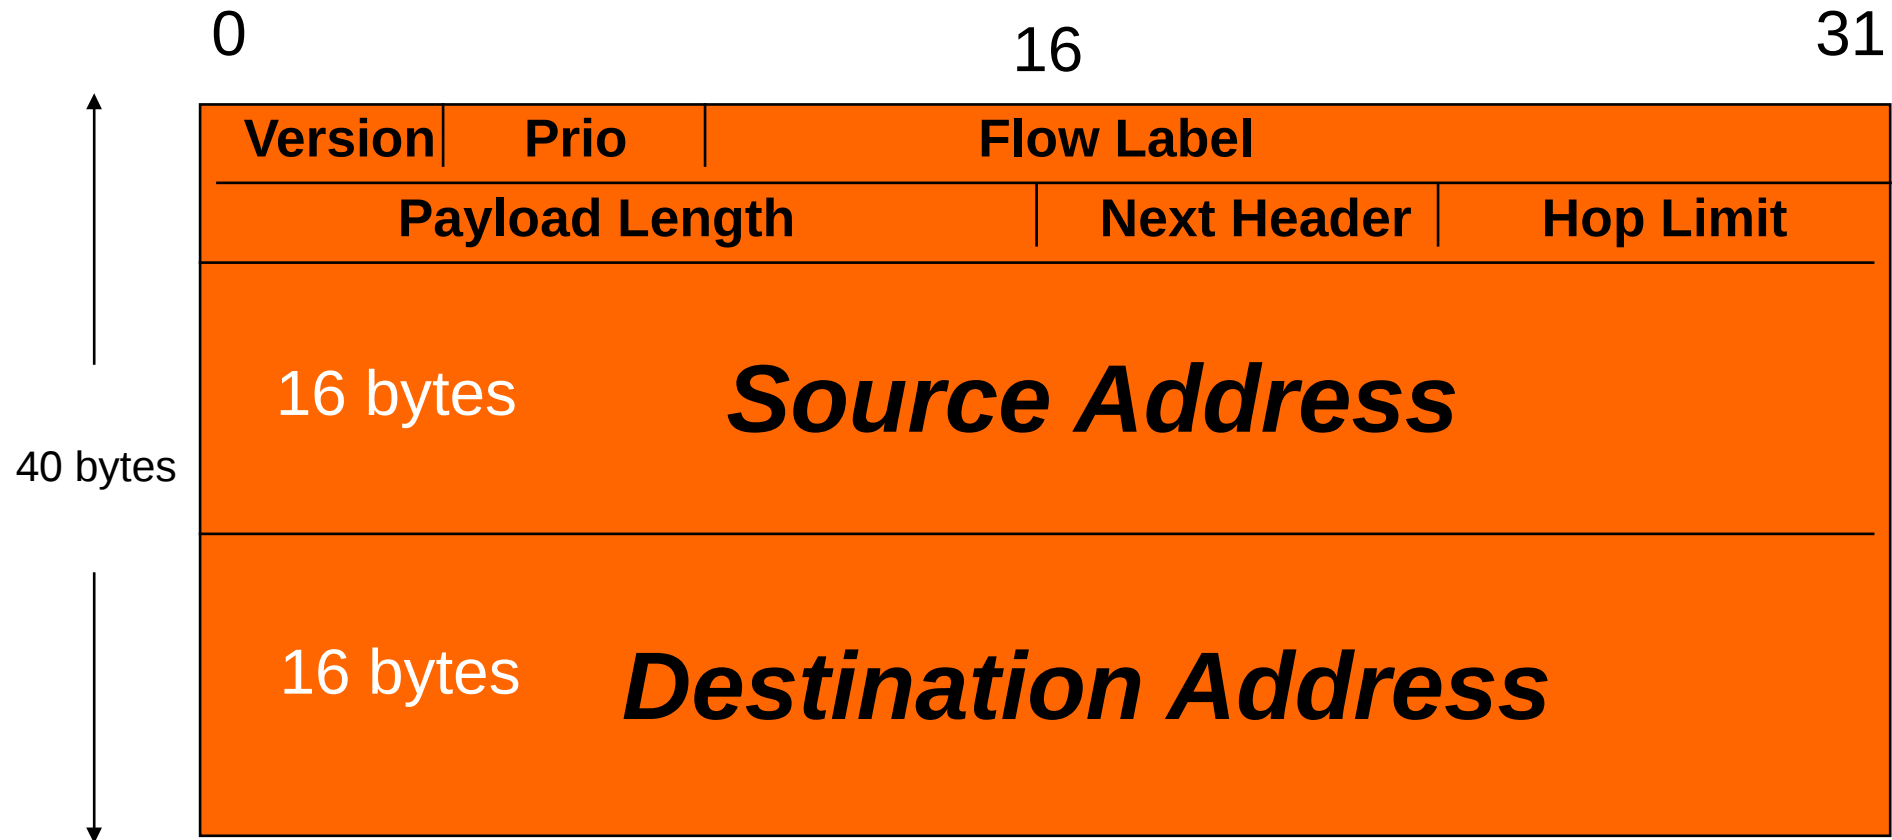 0 16 31
Version Prio Flow Label
Payload Length Next Header Hop Limit
16 bytes Source Address
40 bytes
16 bytes Destination Address